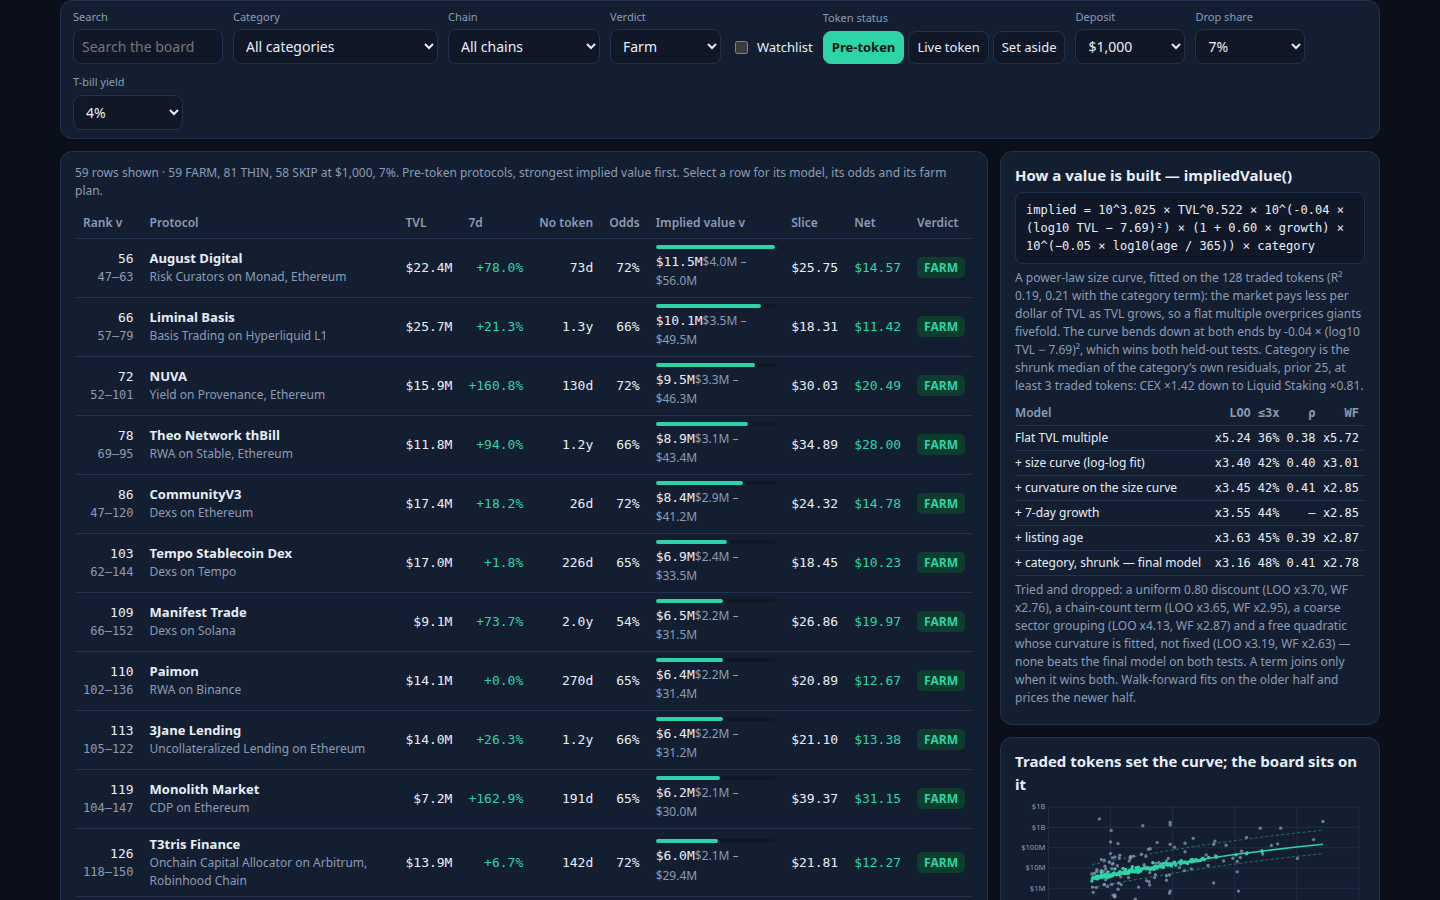 Search
Category
Chain
Verdict
Token status
Deposit
Drop share
Search the board
All categories
All chains
Farm
Watchlist
Pre-token
Live token
Set aside
$1,000
7%
T-bill yield
4%
59 rows shown · 59 FARM, 81 THIN, 58 SKIP at $1,000, 7%. Pre-token protocols, strongest implied value first. Select a row for its model, its odds and its farm
plan.
Rank v Protocol TVL 7d No token Odds Implied value v Slice Net Verdict
56 August Digital $22.4M +78.0% 73d 72% $11.5M$4.0M – $25.75 $14.57 FARM
47–63 Risk Curators on Monad, Ethereum $56.0M
66 Liminal Basis $25.7M +21.3% 1.3y 66% $10.1M$3.5M – $18.31 $11.42 FARM
57–79 Basis Trading on Hyperliquid L1 $49.5M
72 NUVA $15.9M +160.8% 130d 72% $9.5M$3.3M – $30.03 $20.49 FARM
52–101 Yield on Provenance, Ethereum $46.3M
78 Theo Network thBill $11.8M +94.0% 1.2y 66% $8.9M$3.1M – $34.89 $28.00 FARM
69–95 RWA on Stable, Ethereum $43.4M
86 CommunityV3 $17.4M +18.2% 26d 72% $8.4M$2.9M – $24.32 $14.78 FARM
47–120 Dexs on Ethereum $41.2M
103 Tempo Stablecoin Dex $17.0M +1.8% 226d 65% $6.9M$2.4M – $18.45 $10.23 FARM
62–144 Dexs on Tempo $33.5M
109 Manifest Trade $9.1M +73.7% 2.0y 54% $6.5M$2.2M – $26.86 $19.97 FARM
66–152 Dexs on Solana $31.5M
110 Paimon $14.1M +0.0% 270d 65% $6.4M$2.2M – $20.89 $12.67 FARM
102–136 RWA on Binance $31.4M
113 3Jane Lending $14.0M +26.3% 1.2y 66% $6.4M$2.2M – $21.10 $13.38 FARM
105–122 Uncollateralized Lending on Ethereum $31.2M
119 Monolith Market $7.2M +162.9% 191d 65% $6.2M$2.1M – $39.37 $31.15 FARM
104–147 CDP on Ethereum $30.0M
126 T3tris Finance $13.9M +6.7% 142d 72% $6.0M$2.1M – $21.81 $12.27 FARM
118–150 Onchain Capital Allocator on Arbitrum, $29.4M
Robinhood Chain
How a value is built — impliedValue()
implied = 10^3.025 × TVL^0.522 × 10^(-0.04 ×
(log10 TVL − 7.69)²) × (1 + 0.60 × growth) ×
10^(−0.05 × log10(age / 365)) × category
A power-law size curve, fitted on the 128 traded tokens (R²
0.19, 0.21 with the category term): the market pays less per
dollar of TVL as TVL grows, so a flat multiple overprices giants
fivefold. The curve bends down at both ends by -0.04 × (log10
TVL − 7.69)², which wins both held-out tests. Category is the
shrunk median of the category's own residuals, prior 25, at
least 3 traded tokens: CEX ×1.42 down to Liquid Staking ×0.81.
Model LOO ≤3x ρ WF
Flat TVL multiple x5.24 36% 0.38 x5.72
+ size curve (log-log fit) x3.40 42% 0.40 x3.01
+ curvature on the size curve x3.45 42% 0.41 x2.85
+ 7-day growth x3.55 44% — x2.85
+ listing age x3.63 45% 0.39 x2.87
+ category, shrunk — final model x3.16 48% 0.41 x2.78
Tried and dropped: a uniform 0.80 discount (LOO x3.70, WF
x2.76), a chain-count term (LOO x3.65, WF x2.95), a coarse
sector grouping (LOO x4.13, WF x2.87) and a free quadratic
whose curvature is fitted, not fixed (LOO x3.19, WF x2.63) —
none beats the final model on both tests. A term joins only
when it wins both. Walk-forward fits on the older half and
prices the newer half.
Traded tokens set the curve; the board sits on
it
$1B
$1B
$100M
$10M
$1M